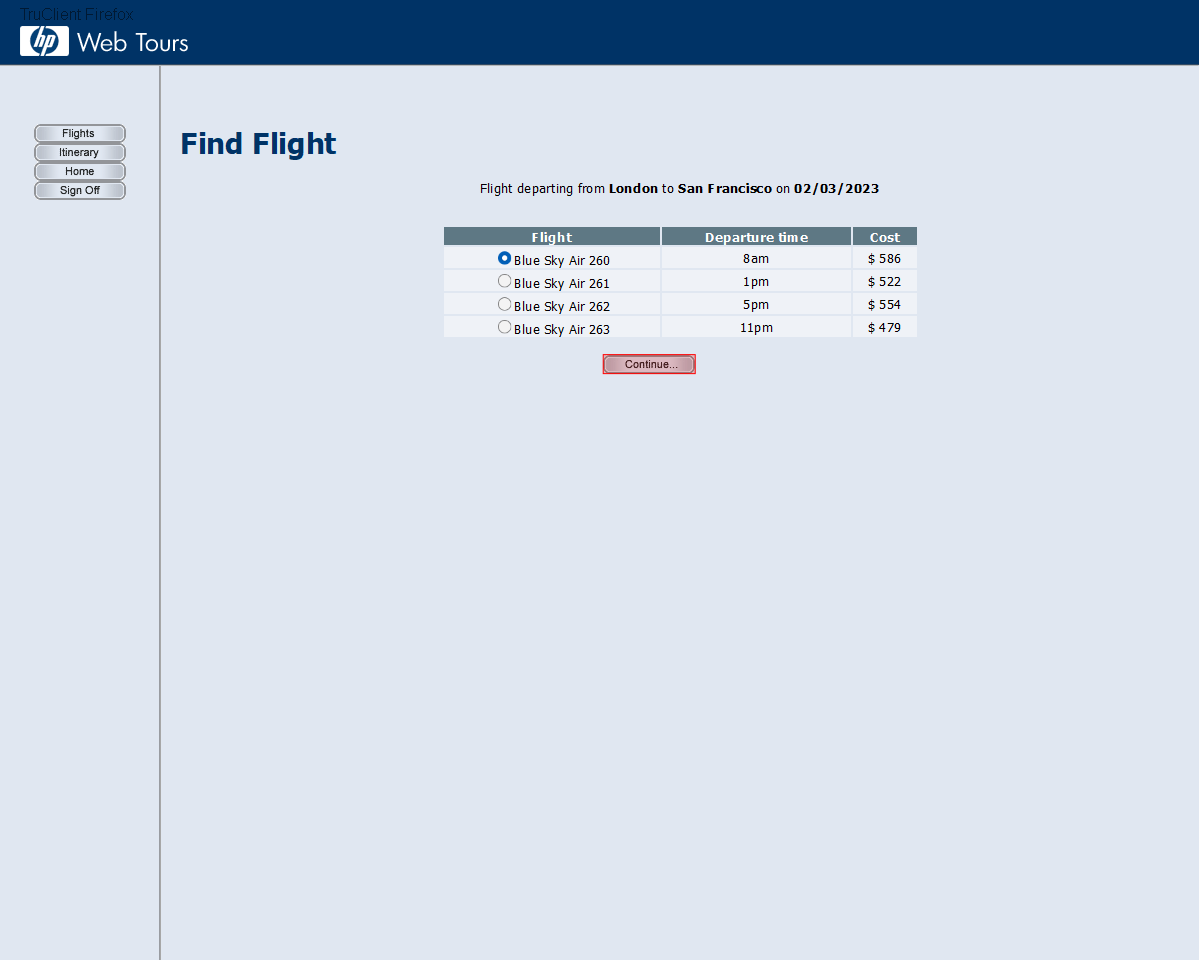 TruClient Firefox
hp Web Tours
Flights
Itinerary
Home
Sign Off
Find Flight
Flight departing from London to San Francisco on 02/03/2023
Flight Departure time Cost
Blue Sky Air 260 8am $ 586
Blue Sky Air 261 1pm $ 522
Blue Sky Air 262 5pm $ 554
Blue Sky Air 263 11pm $ 479
Continue...